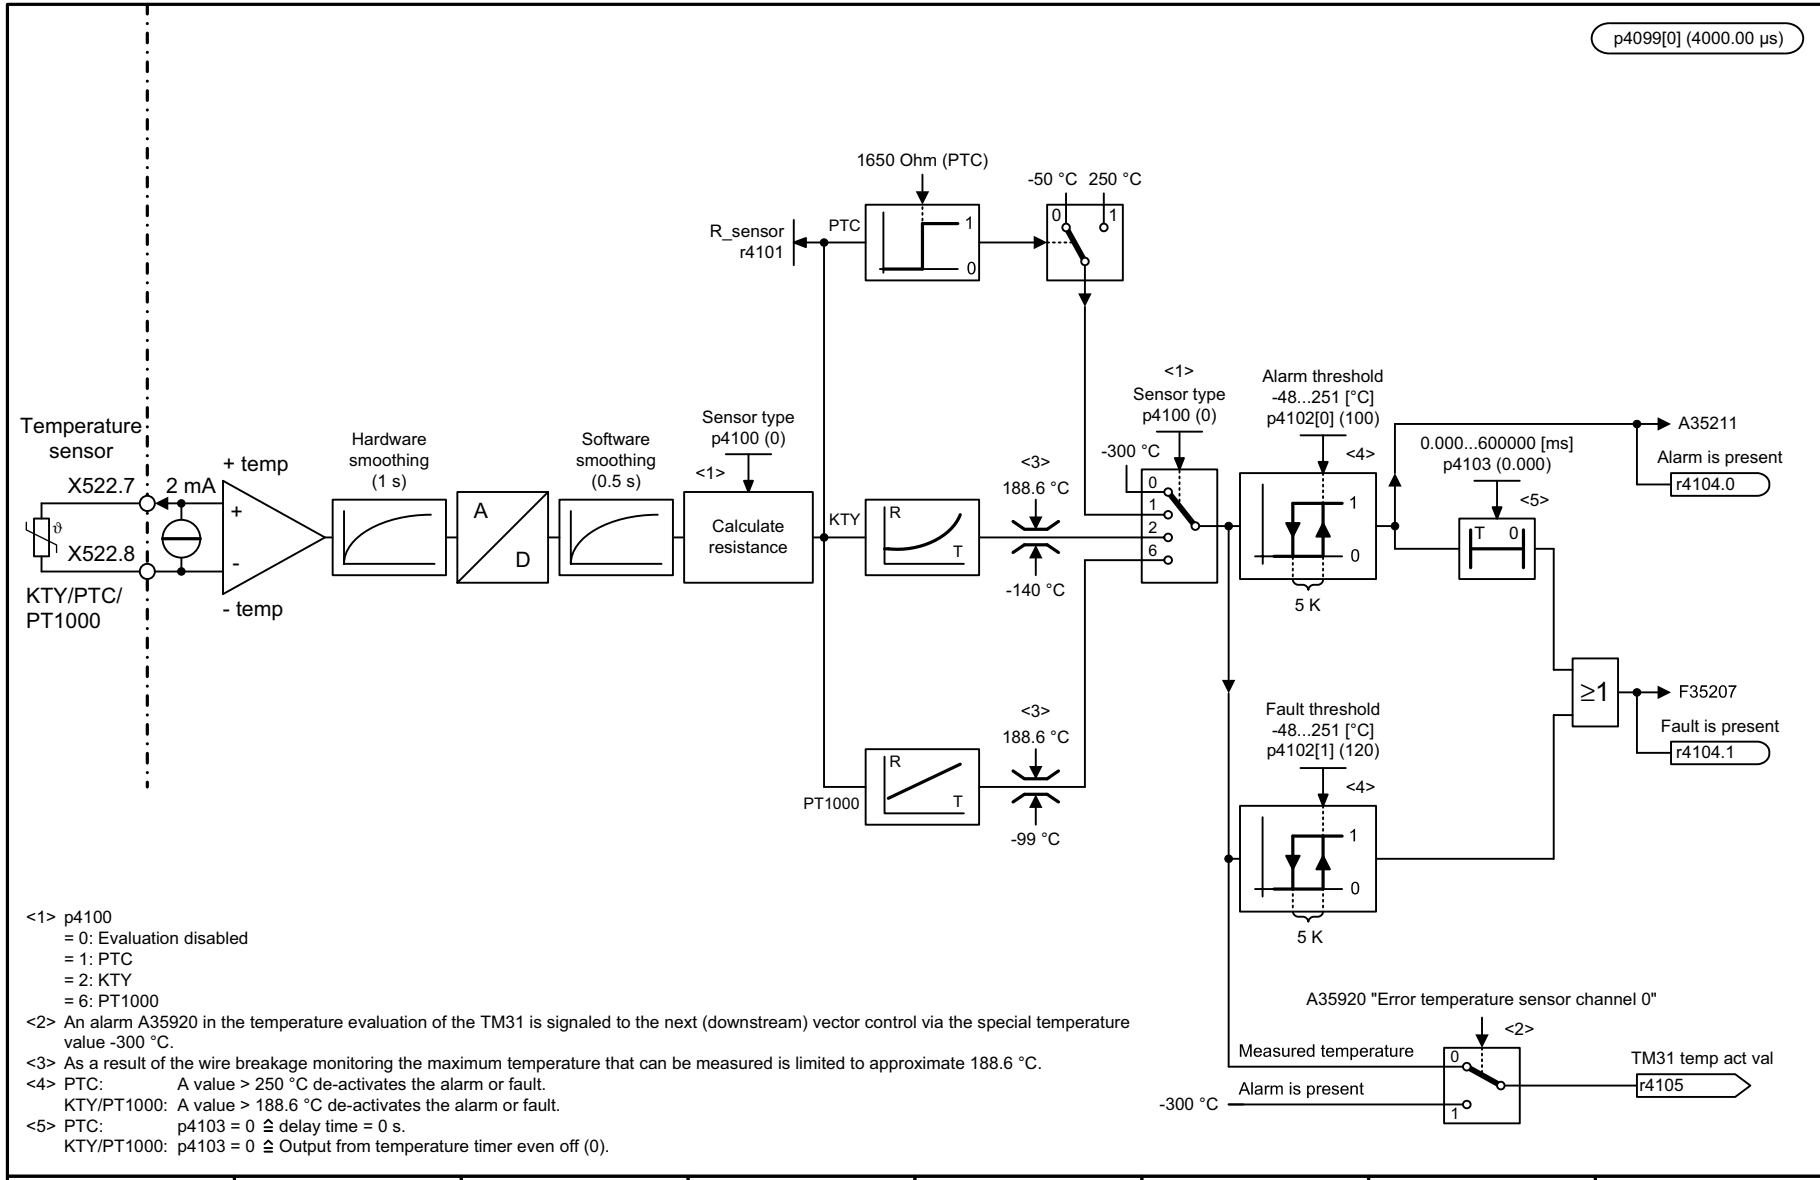 p4099[0] (4000.00 µs)
1650 Ohm (PTC)
-50 °C 250 °C
0 1
R_sensor
r4101
PTC
1
0
<1>
Sensor type
p4100 (0)
-300 °C
0
1
2
6
Alarm threshold
-48...251 [°C]
p4102[0] (100)
<4>
1
0
5 K
A35211
Alarm is present
r4104.0
0.000...600000 [ms]
p4103 (0.000)
<5>
T 0
Temperature
sensor
X522.7
2 mA
ϑ
X522.8
KTY/PTC/
PT1000
+ temp
+
-
- temp
Hardware
smoothing
(1 s)
A
D
Software
smoothing
(0.5 s)
Sensor type
p4100 (0)
<1>
Calculate
resistance
KTY
R
T
<3>
188.6 °C
-140 °C
≥1
F35207
Fault is present
r4104.1
PT1000
R
T
<3>
188.6 °C
-99 °C
Fault threshold
-48...251 [°C]
p4102[1] (120)
<4>
1
0
5 K
A35920 "Error temperature sensor channel 0"
<2>
Measured temperature
0
Alarm is present
-300 °C
1
TM31 temp act val
r4105
<1> p4100
= 0: Evaluation disabled
= 1: PTC
= 2: KTY
= 6: PT1000
<2> An alarm A35920 in the temperature evaluation of the TM31 is signaled to the next (downstream) vector control via the special temperature
value -300 °C.
<3> As a result of the wire breakage monitoring the maximum temperature that can be measured is limited to approximate 188.6 °C.
<4> PTC: A value > 250 °C de-activates the alarm or fault.
KTY/PT1000: A value > 188.6 °C de-activates the alarm or fault.
<5> PTC: p4103 = 0 ≙ delay time = 0 s.
KTY/PT1000: p4103 = 0 ≙ Output from temperature timer even off (0).